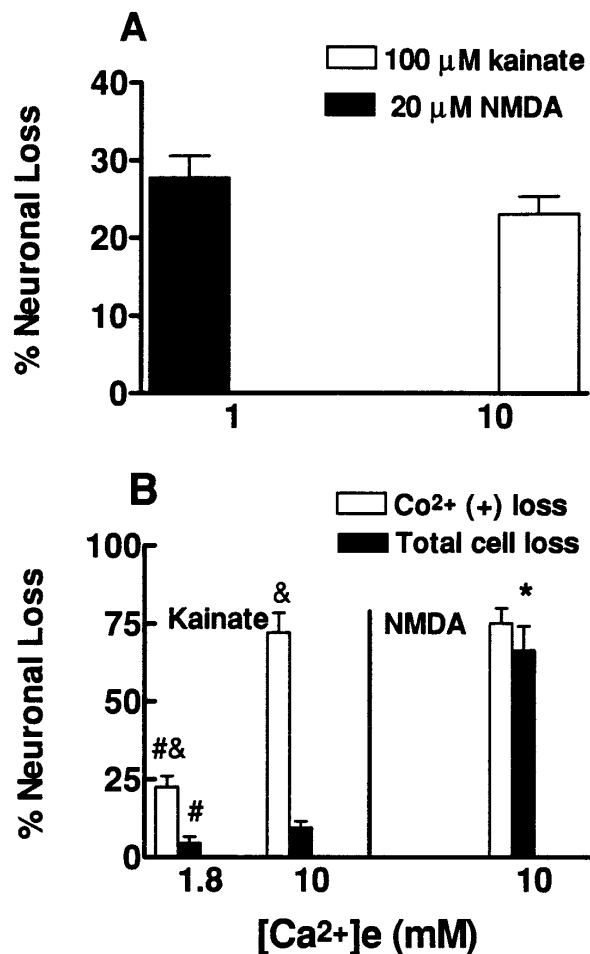 A
100 μM kainate
20 μM NMDA
% Neuronal Loss
40
30
20
10
0
1
10
B
Co²⁺ (+) loss
Total cell loss
% Neuronal Loss
100
75
50
25
0
Kainate
&
NMDA
*
#&
#
1.8
10
10
[Ca²⁺]e (mM)